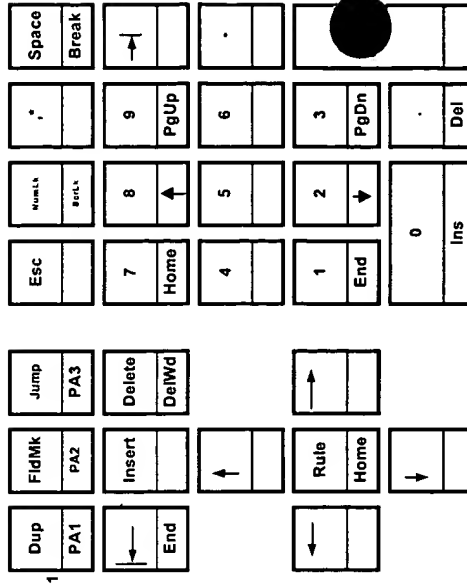 1
Dup FldMk Jump Esc NumLk ,* Space
PA1 PA2 PA3 ScrLk Break
Insert Delete 7 8 9
End DelWd Home PgUp
4 5 6 .
Rule 1 2 3
Home End PgDn
0 .
Ins Del